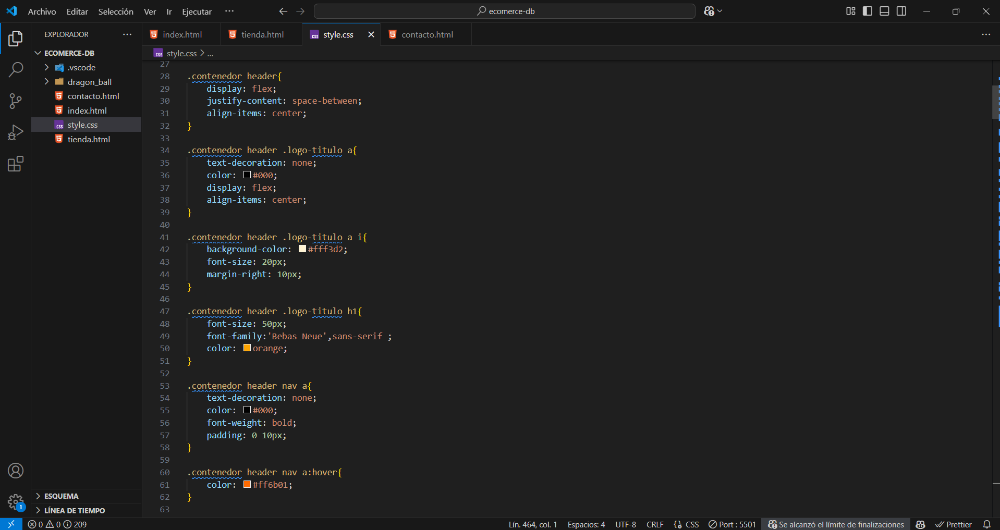 Archivo Editar Selección Ver Ir Ejecutar ··· ecomerce-db
EXPLORADOR ···
ECOMERCE-DB
.vscode
dragon_ball
contacto.html
index.html
style.css
tienda.html
ESQUEMA
LÍNEA DE TIEMPO
index.html tienda.html style.css contacto.html ···
style.css > ...
27
28 .contenedor header{
29 display: flex;
30 justify-content: space-between;
31 align-items: center;
32 }
33
34 .contenedor header .logo-titulo a{
35 text-decoration: none;
36 color: #000;
37 display: flex;
38 align-items: center;
39 }
40
41 .contenedor header .logo-titulo a i{
42 background-color: #fff3d2;
43 font-size: 20px;
44 margin-right: 10px;
45 }
46
47 .contenedor header .logo-titulo h1{
48 font-size: 50px;
49 font-family:'Bebas Neue',sans-serif ;
50 color: orange;
51 }
52
53 .contenedor header nav a{
54 text-decoration: none;
55 color: #000;
56 font-weight: bold;
57 padding: 0 10px;
58 }
59
60 .contenedor header nav a:hover{
61 color: #ff6b01;
62 }
63
1
0 0 209 Lín. 464, col. 1 Espacios: 4 UTF-8 CRLF CSS Port : 5501 Se alcanzó el límite de finalizaciones Prettier